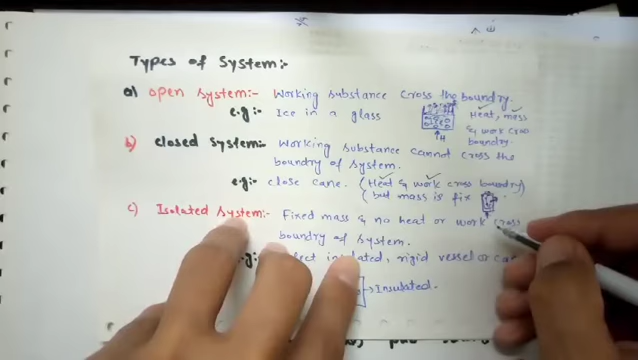 Types of System:-
a) open system:- Working substance cross the boundry.
e.g:- Ice in a glass
Heat, mass
& work cross
boundry.
H
b) closed system:- Working substance cannot cross the
boundry of system.
e.g:- close cane. (Heat & work cross boundry)
(but mass is fix
c) Isolated System:- Fixed mass & no heat or work cross
boundry of system.
rigid vessel or
→Insulated.